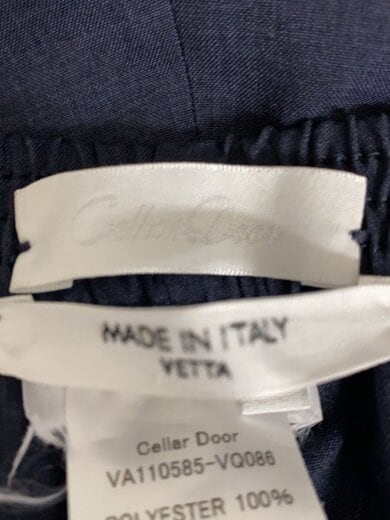 Cellar Door
MADE IN ITALY
VETTA
Cellar Door
VA110585-VQ086
POLYESTER 100%